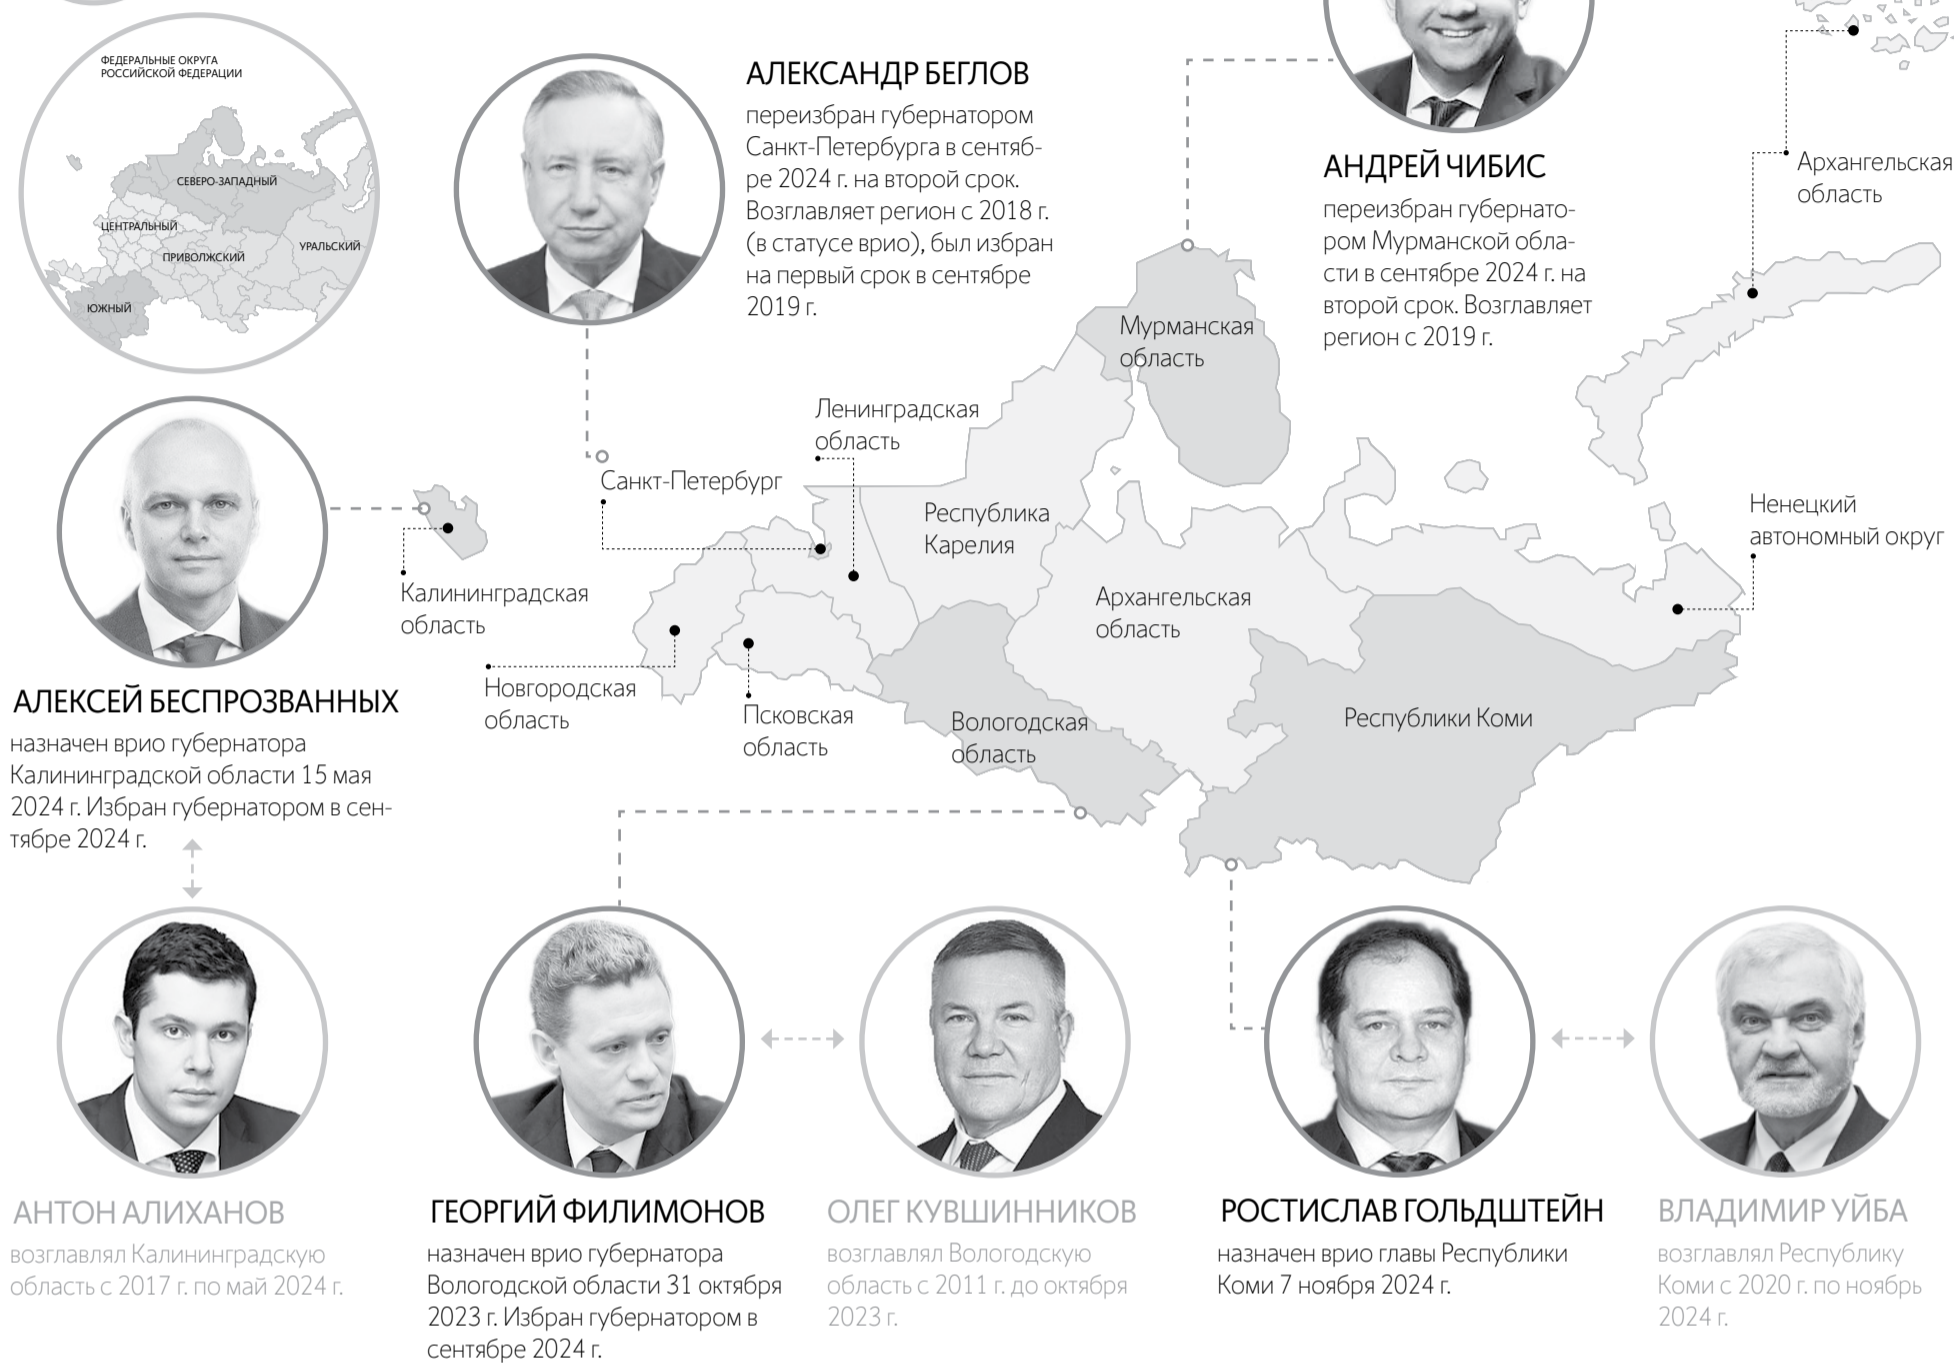 ФЕДЕРАЛЬНЫЕ ОКРУГА
РОССИЙСКОЙ ФЕДЕРАЦИИ
СЕВЕРО-ЗАПАДНЫЙ
ЦЕНТРАЛЬНЫЙ
УРАЛЬСКИЙ
ПРИВОЛЖСКИЙ
ЮЖНЫЙ
АЛЕКСАНДР БЕГЛОВ
переизбран губернатором
Санкт-Петербурга в сентяб-
ре 2024 г. на второй срок.
Возглавляет регион с 2018 г.
(в статусе врио), был избран
на первый срок в сентябре
2019 г.
АНДРЕЙ ЧИБИС
переизбран губернато-
ром Мурманской обла-
сти в сентябре 2024 г. на
второй срок. Возглавляет
регион с 2019 г.
Архангельская
область
Мурманская
область
Ленинградская
область
Санкт-Петербург
Республика
Карелия
Ненецкий
автономный округ
Калининградская
область
Архангельская
область
Новгородская
область
Псковская
область
Вологодская
область
Республики Коми
АЛЕКСЕЙ БЕСПРОЗВАННЫХ
назначен врио губернатора
Калининградской области 15 мая
2024 г. Избран губернатором в сен-
тябре 2024 г.
АНТОН АЛИХАНОВ
возглавлял Калининградскую
область с 2017 г. по май 2024 г.
ГЕОРГИЙ ФИЛИМОНОВ
назначен врио губернатора
Вологодской области 31 октября
2023 г. Избран губернатором в
сентябре 2024 г.
ОЛЕГ КУВШИННИКОВ
возглавлял Вологодскую
область с 2011 г. до октября
2023 г.
РОСТИСЛАВ ГОЛЬДШТЕЙН
назначен врио главы Республики
Коми 7 ноября 2024 г.
ВЛАДИМИР УЙБА
возглавлял Республику
Коми с 2020 г. по ноябрь
2024 г.